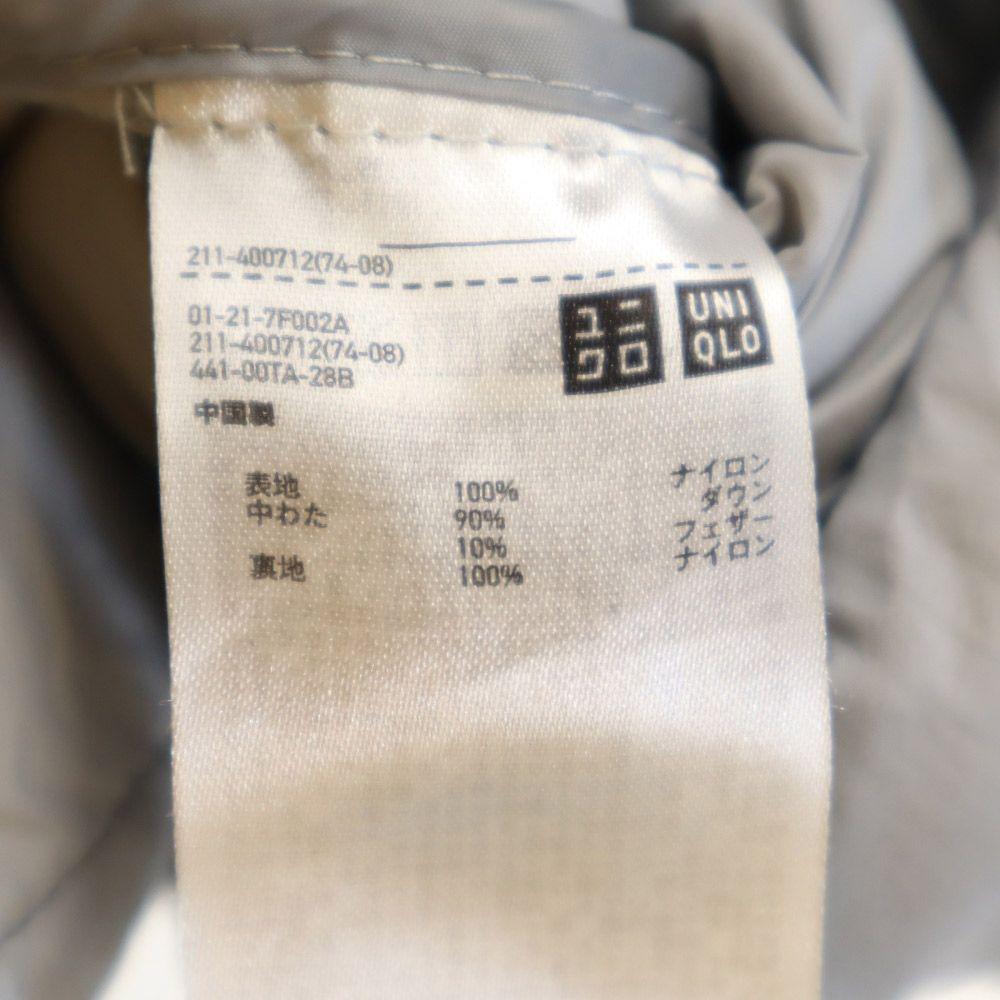 211-400712(74-08)
01-21-7F002A
211-400712(74-08)
441-00TA-28B
中国製
ユニ
クロ
UNI
QLO
表地 100% ナイロン
中わた 90% ダウン
10% フェザー
裏地 100% ナイロン